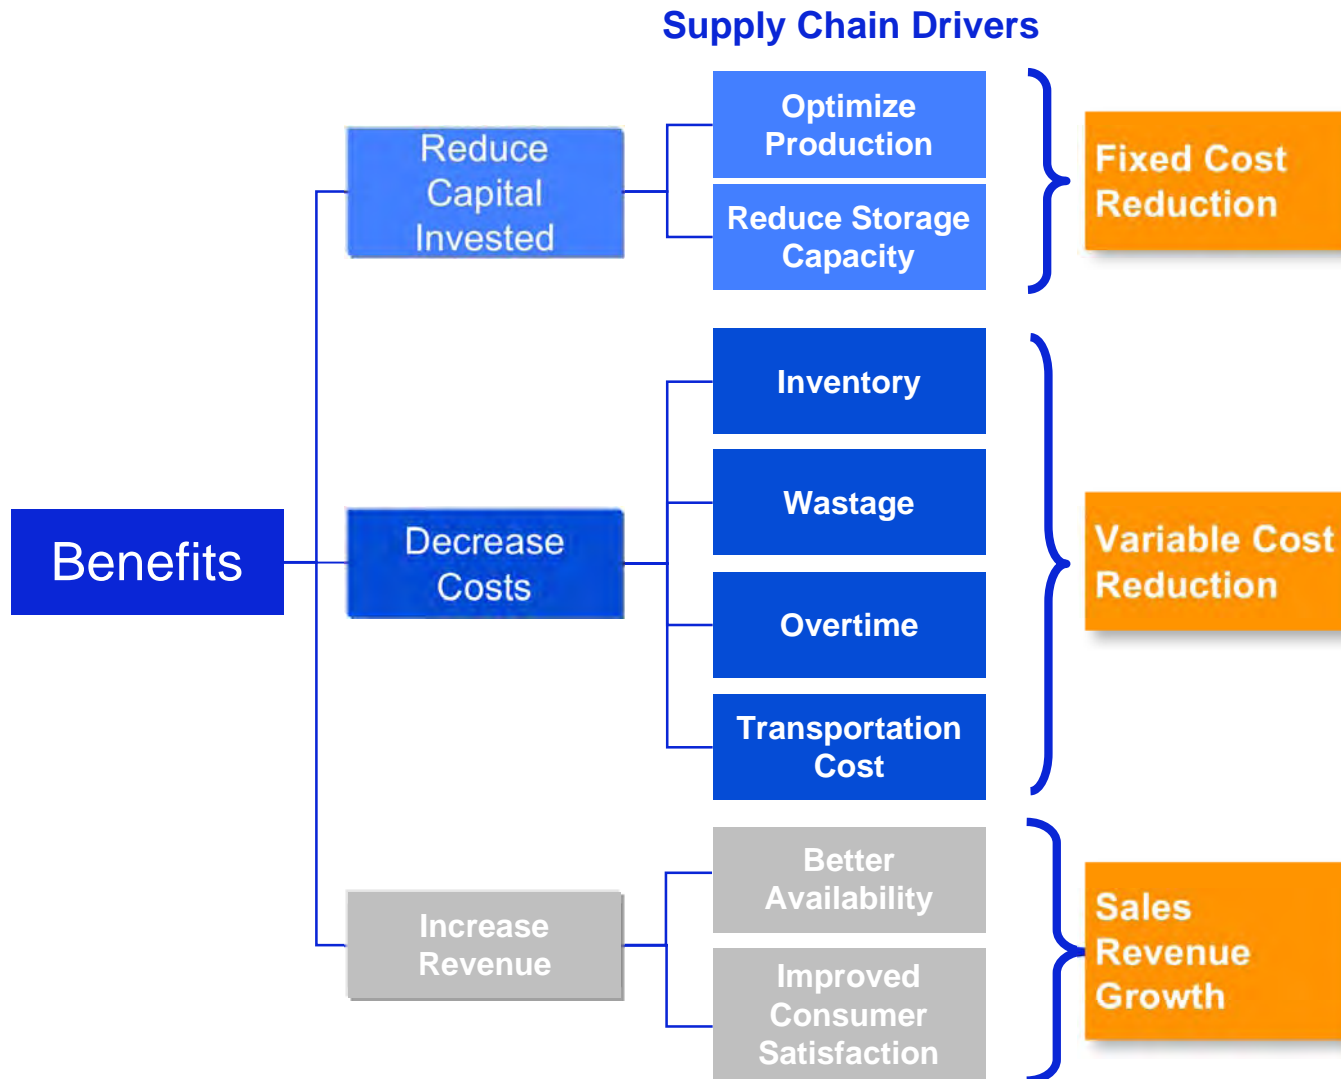 Supply Chain Drivers
Benefits
Reduce
Capital
Invested
Optimize
Production
Reduce Storage
Capacity
Fixed Cost
Reduction
Decrease
Costs
Inventory
Wastage
Overtime
Transportation
Cost
Variable Cost
Reduction
Increase
Revenue
Better
Availability
Improved
Consumer
Satisfaction
Sales
Revenue
Growth